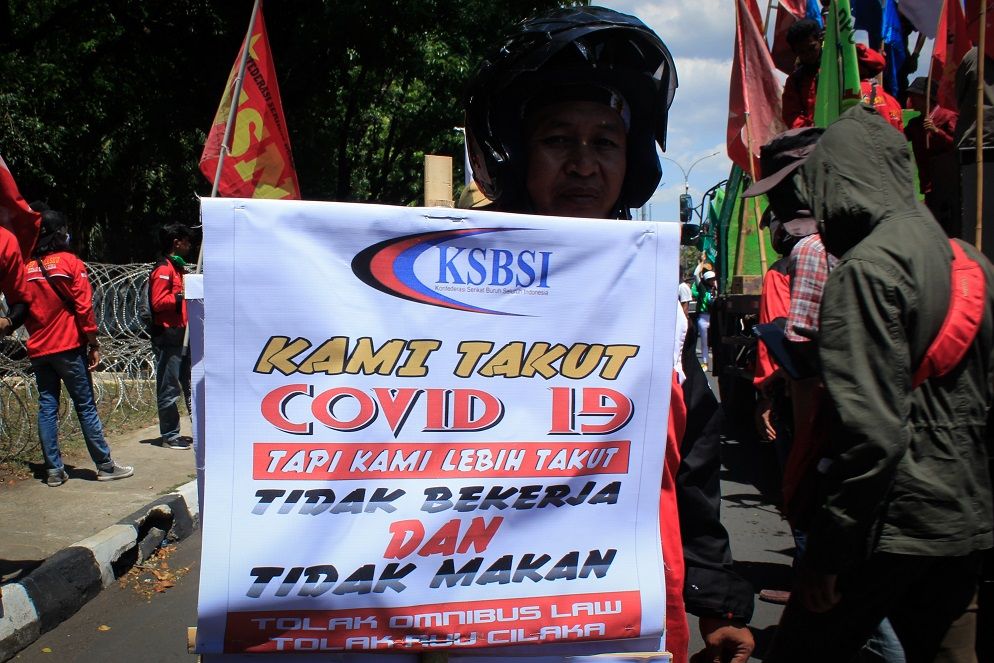 KSBSI
Konfederasi Serikat Buruh Seluruh Indonesia
KAMI TAKUT
COVID 19
TAPI KAMI LEBIH TAKUT
TIDAK BEKERJA
DAN
TIDAK MAKAN
TOLAK OMNIBUS LAW
TOLAK RUU CILAKA